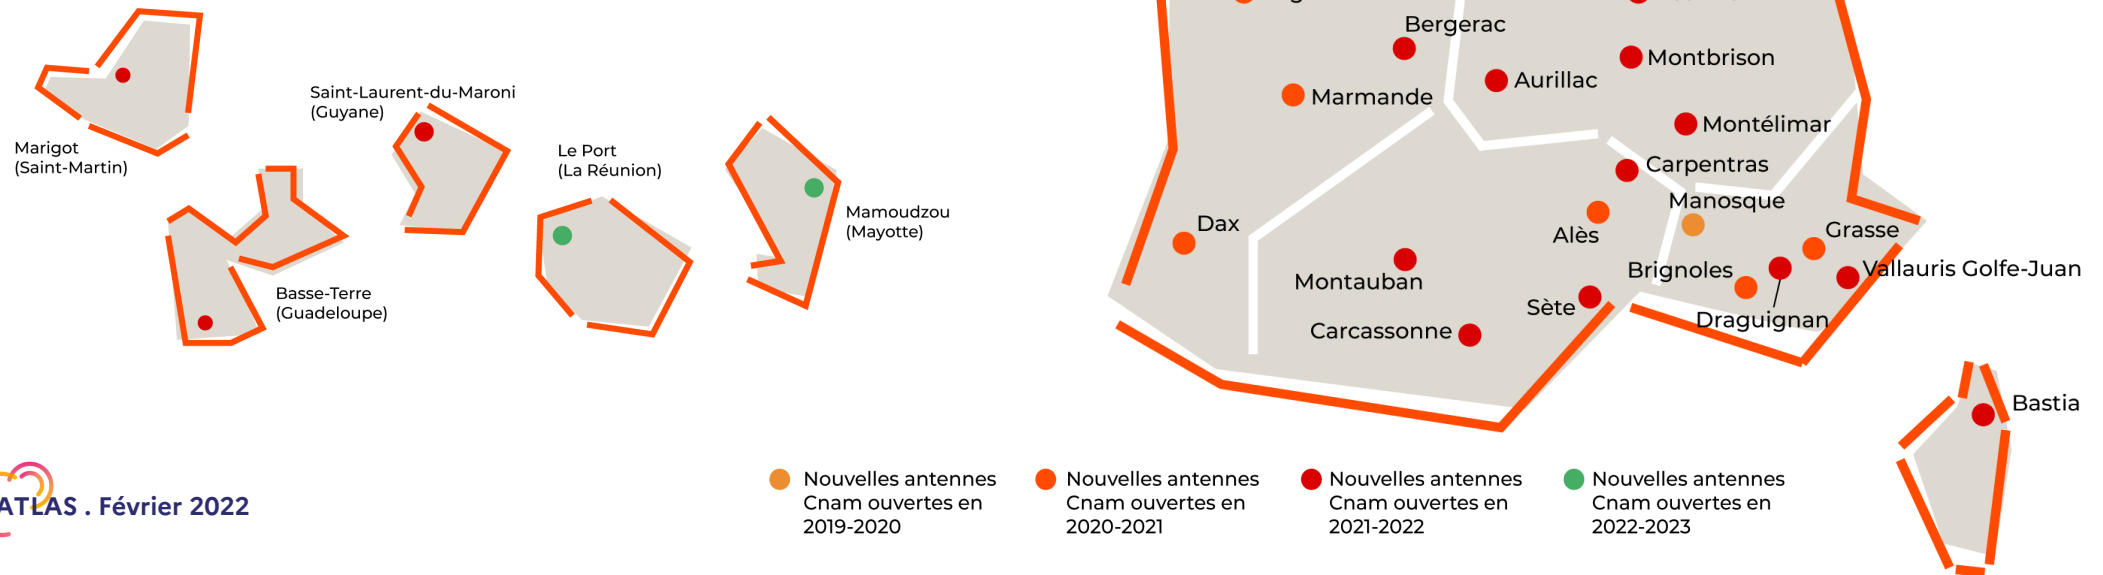 Marigot
(Saint-Martin)
Saint-Laurent-du-Maroni
(Guyane)
Le Port
(La Réunion)
Mamoudzou
(Mayotte)
Basse-Terre
(Guadeloupe)
Bergerac
Montbrison
Aurillac
Marmande
Montélimar
Carpentras
Manosque
Dax
Alès
Grasse
Brignoles
Vallauris Golfe-Juan
Montauban
Sète
Draguignan
Carcassonne
Bastia
Nouvelles antennes
Cnam ouvertes en
2019-2020
Nouvelles antennes
Cnam ouvertes en
2020-2021
Nouvelles antennes
Cnam ouvertes en
2021-2022
Nouvelles antennes
Cnam ouvertes en
2022-2023
ATLAS . Février 2022